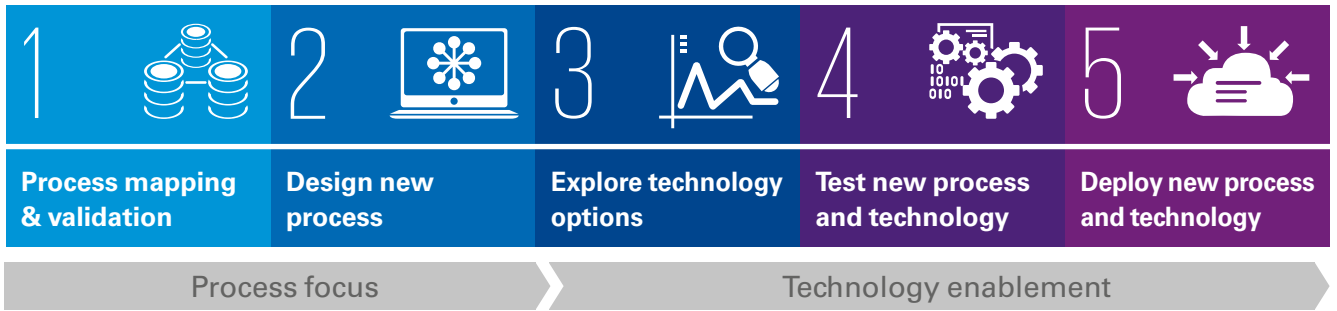 1
2
3
4
5
10
10101
010
Process mapping
& validation
Design new
process
Explore technology
options
Test new process
and technology
Deploy new process
and technology
Process focus
Technology enablement